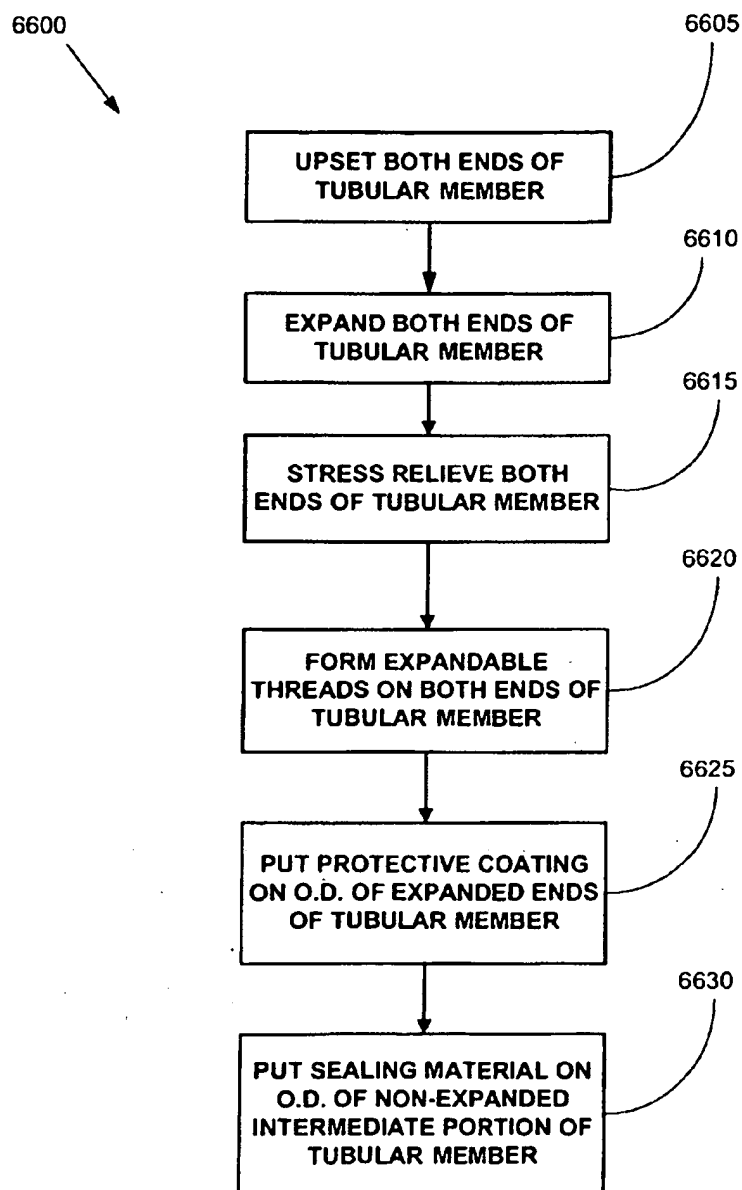 6600
6605
UPSET BOTH ENDS OF
TUBULAR MEMBER
6610
EXPAND BOTH ENDS OF
TUBULAR MEMBER
6615
STRESS RELIEVE BOTH
ENDS OF TUBULAR MEMBER
6620
FORM EXPANDABLE
THREADS ON BOTH ENDS OF
TUBULAR MEMBER
6625
PUT PROTECTIVE COATING
ON O.D. OF EXPANDED ENDS
OF TUBULAR MEMBER
6630
PUT SEALING MATERIAL ON
O.D. OF NON-EXPANDED
INTERMEDIATE PORTION OF
TUBULAR MEMBER